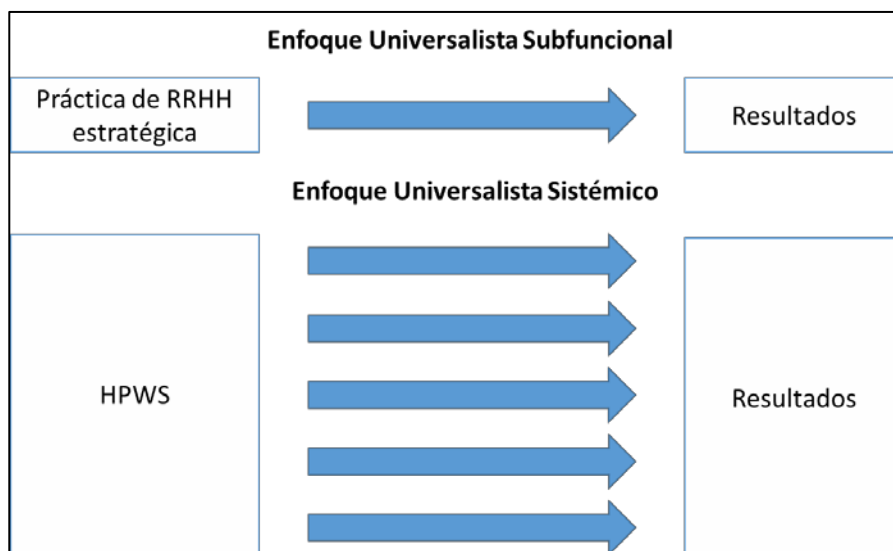 Enfoque Universalista Subfuncional
Práctica de RRHH
estratégica
Resultados
Enfoque Universalista Sistémico
HPWS
Resultados